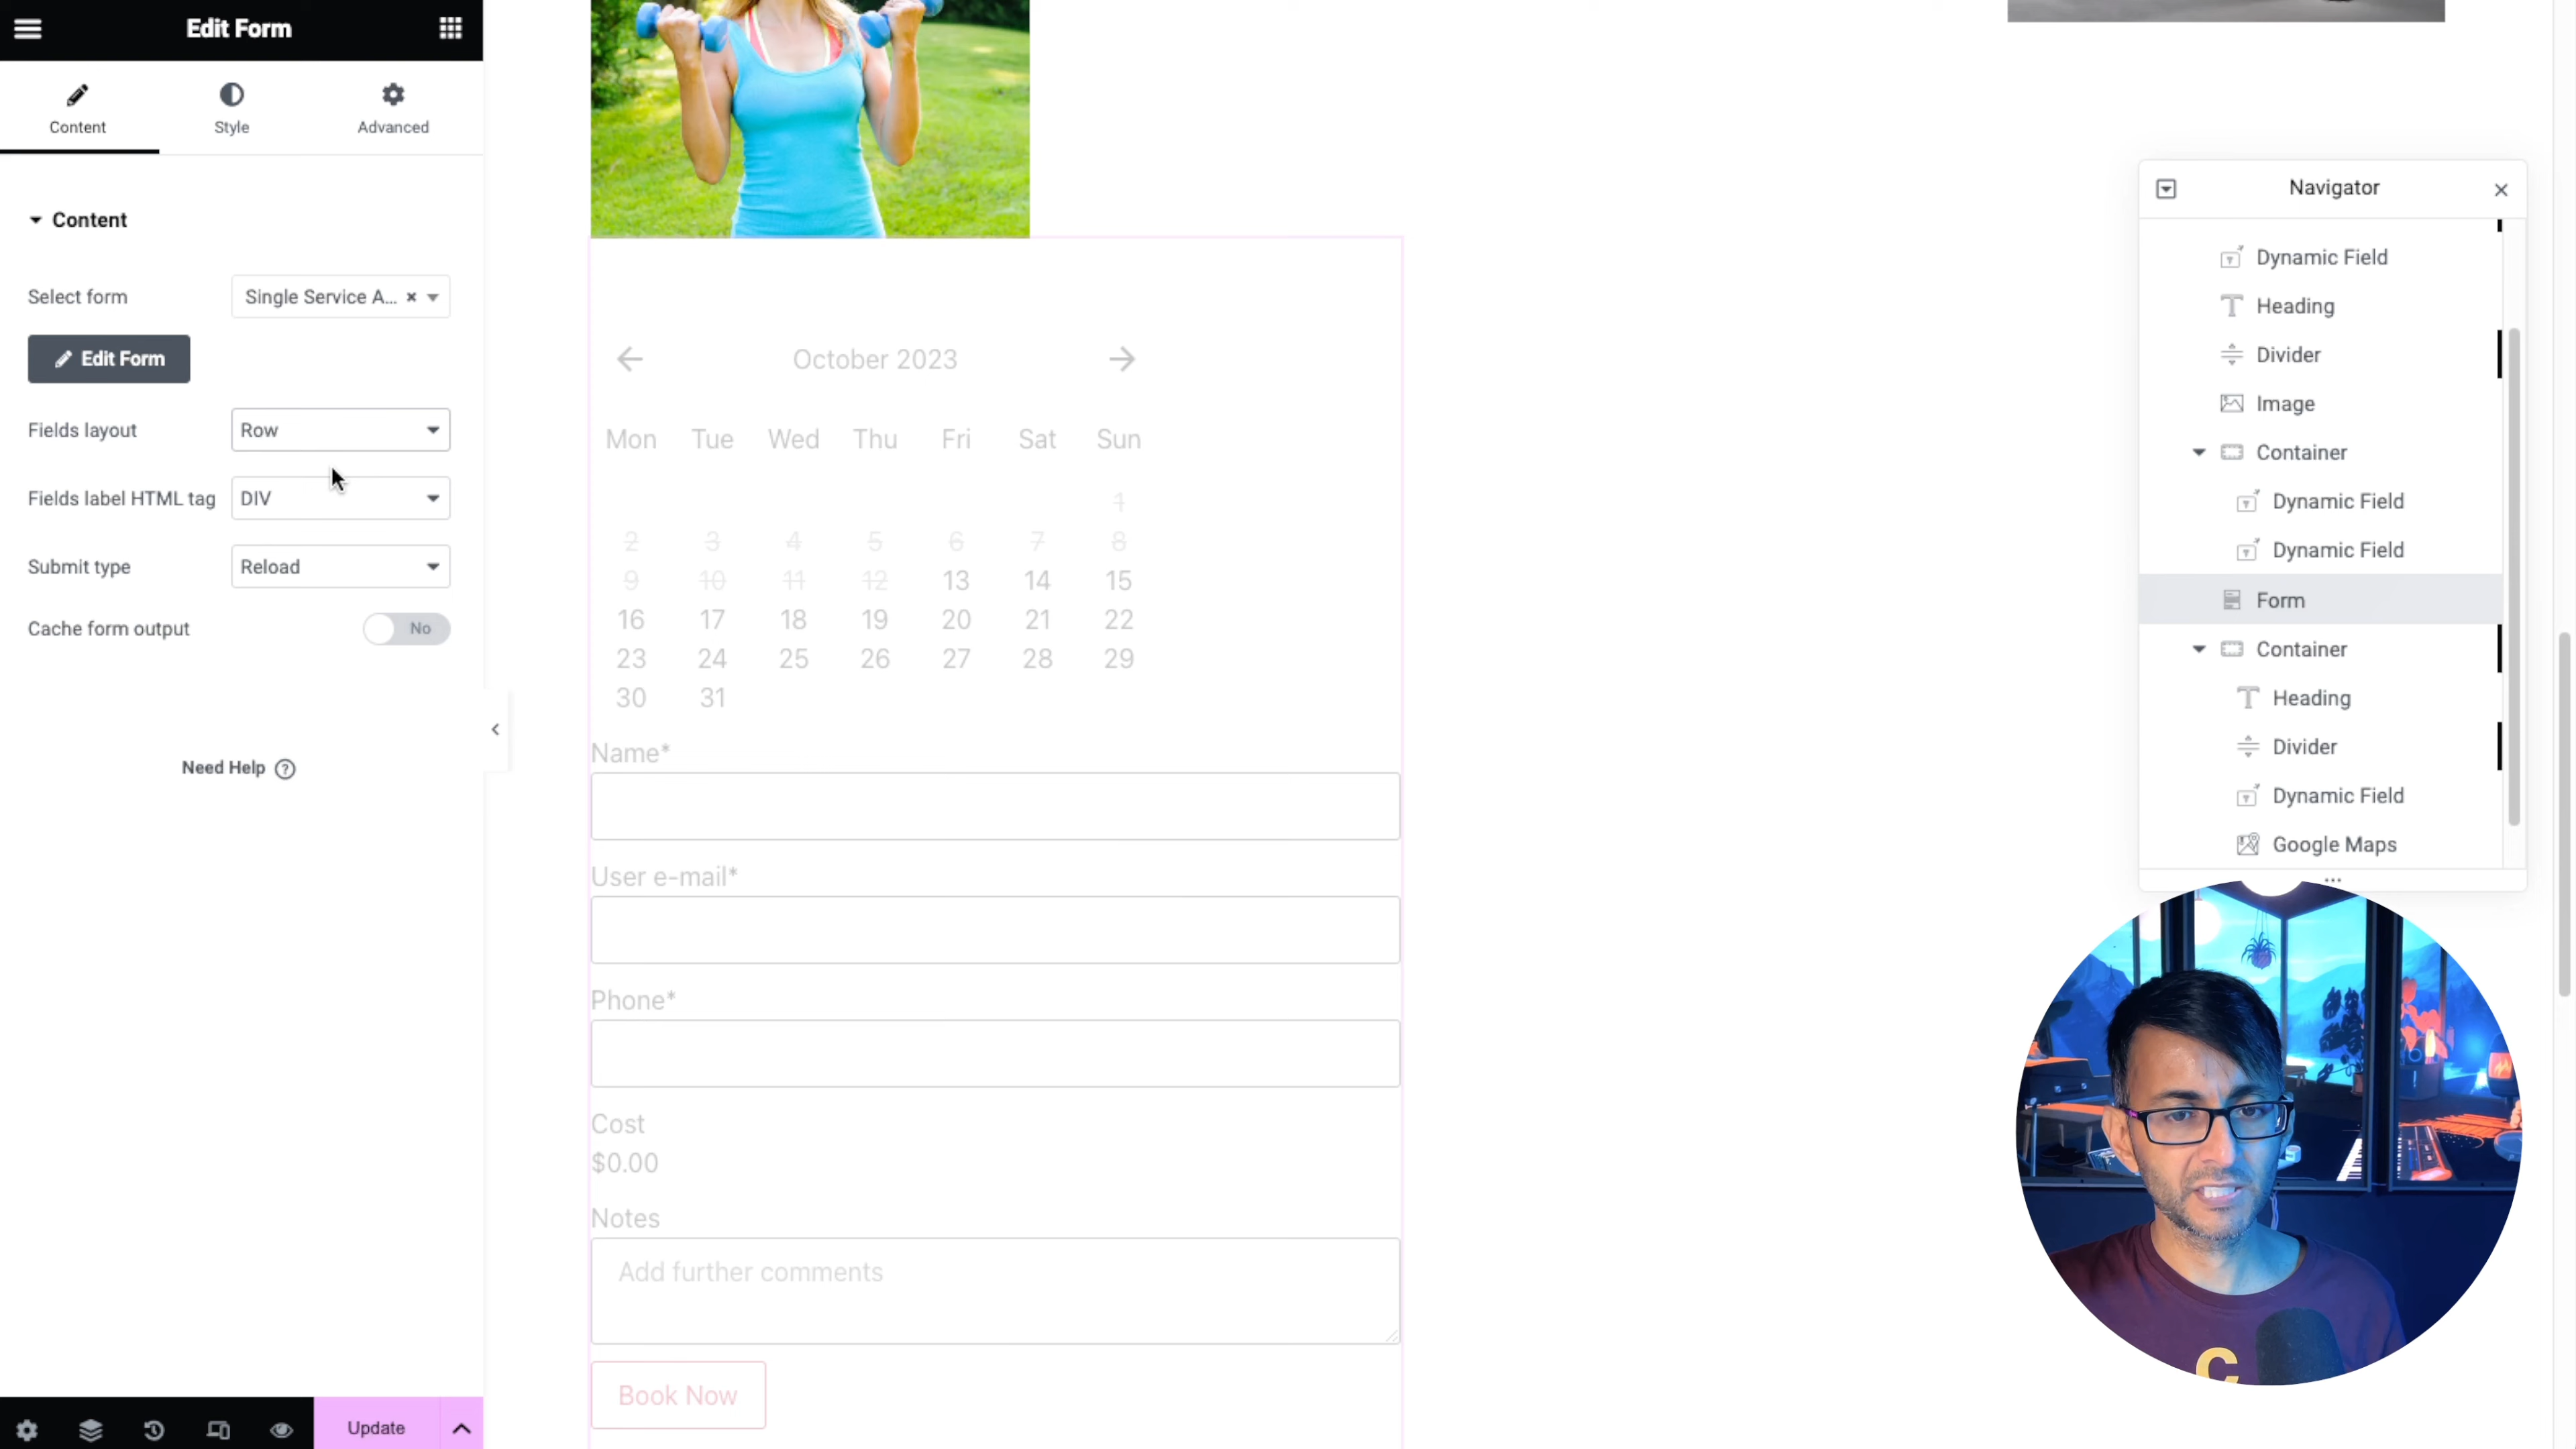 Edit Form
Content
Style
Advanced
Content
Select form
Single Service A...
Edit Form
Fields layout
Row
Fields label HTML tag
DIV
Submit type
Reload
Cache form output
No
Need Help
Update
October 2023
Mon Tue Wed Thu Fri Sat Sun
1
2 3 4 5 6 7 8
9 10 11 12 13 14 15
16 17 18 19 20 21 22
23 24 25 26 27 28 29
30 31
Name*
User e-mail*
Phone*
Cost
$0.00
Notes
Add further comments
Book Now
Navigator
Dynamic Field
Heading
Divider
Image
Container
Dynamic Field
Dynamic Field
Form
Container
Heading
Divider
Dynamic Field
Google Maps
C